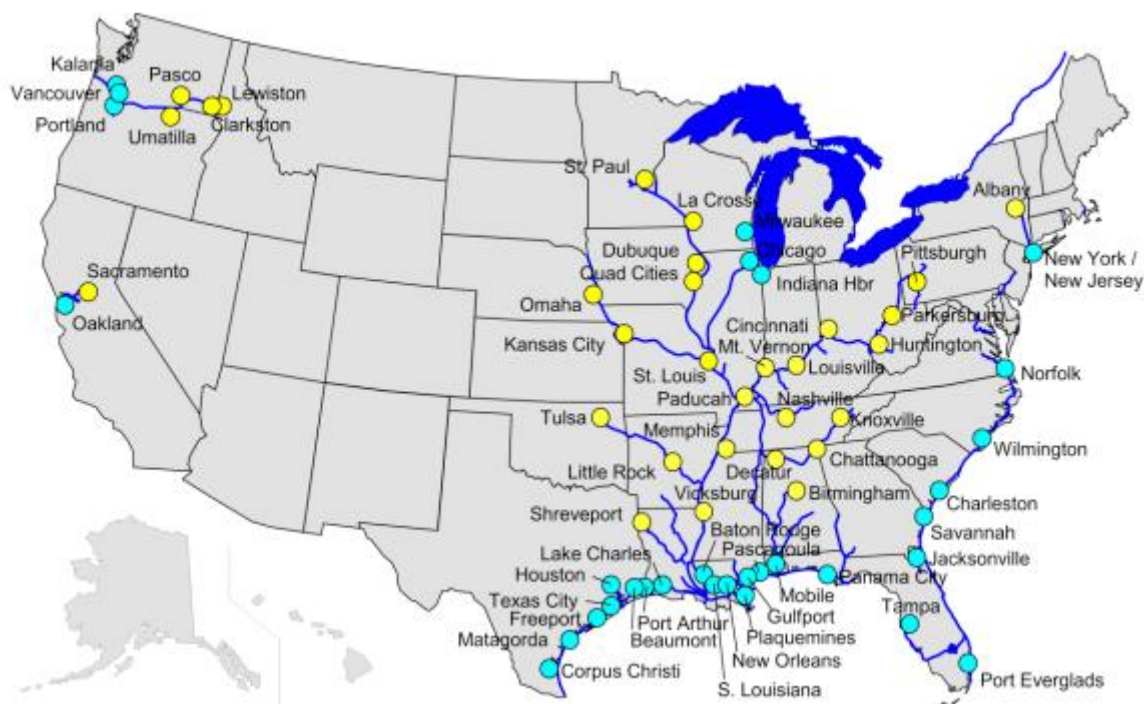 Kalama
Vancouver
Portland
Pasco
Umatilla
Lewiston
Clarkston
Sacramento
Oakland
St. Paul
La Crosse
Milwaukee
Dubuque
Chicago
Quad Cities
Indiana Hbr
Omaha
Kansas City
St. Louis
Albany
New York /
New Jersey
Pittsburgh
Parkersburg
Cincinnati
Huntington
Mt. Vernon
Louisville
Norfolk
Paducah
Nashville
Knoxville
Tulsa
Memphis
Wilmington
Little Rock
Decatur
Chattanooga
Vicksburg
Birmingham
Charleston
Shreveport
Savannah
Baton Rouge
Pascagoula
Jacksonville
Lake Charles
Houston
Panama City
Texas City
Mobile
Tampa
Freeport
Port Arthur
Gulfport
Matagorda
Beaumont
Plaquemines
New Orleans
Corpus Christi
S. Louisiana
Port Everglads